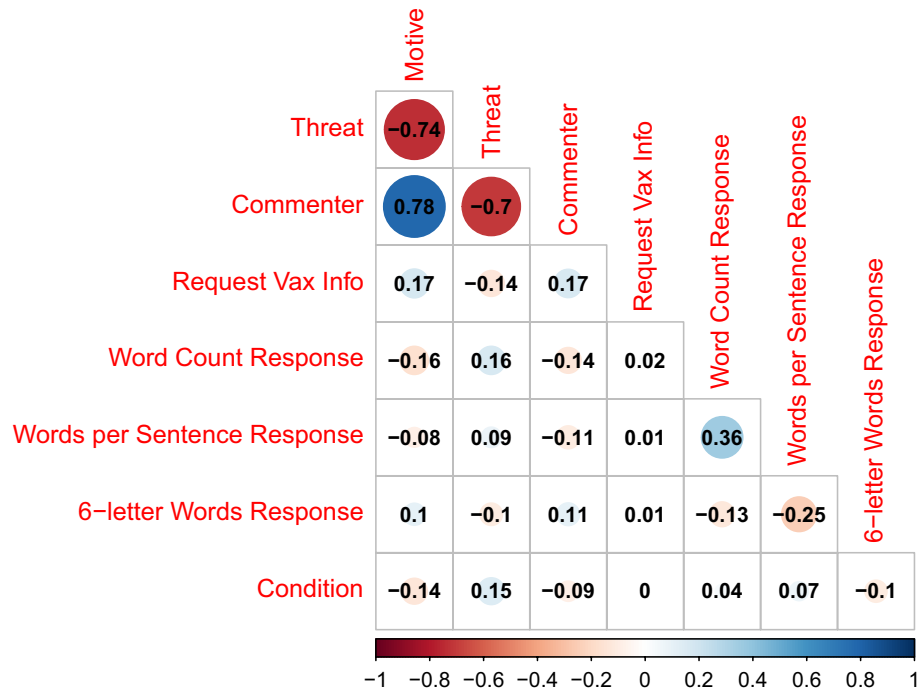 Motive
Threat
Commenter
Request Vax Info
Word Count Response
Words per Sentence Response
6−letter Words Response
Threat −0.74
Commenter 0.78 −0.7
Request Vax Info 0.17 −0.14 0.17
Word Count Response −0.16 0.16 −0.14 0.02
Words per Sentence Response −0.08 0.09 −0.11 0.01 0.36
6−letter Words Response 0.1 −0.1 0.11 0.01 −0.13 −0.25
Condition −0.14 0.15 −0.09 0 0.04 0.07 −0.1
−1 −0.8 −0.6 −0.4 −0.2 0 0.2 0.4 0.6 0.8 1